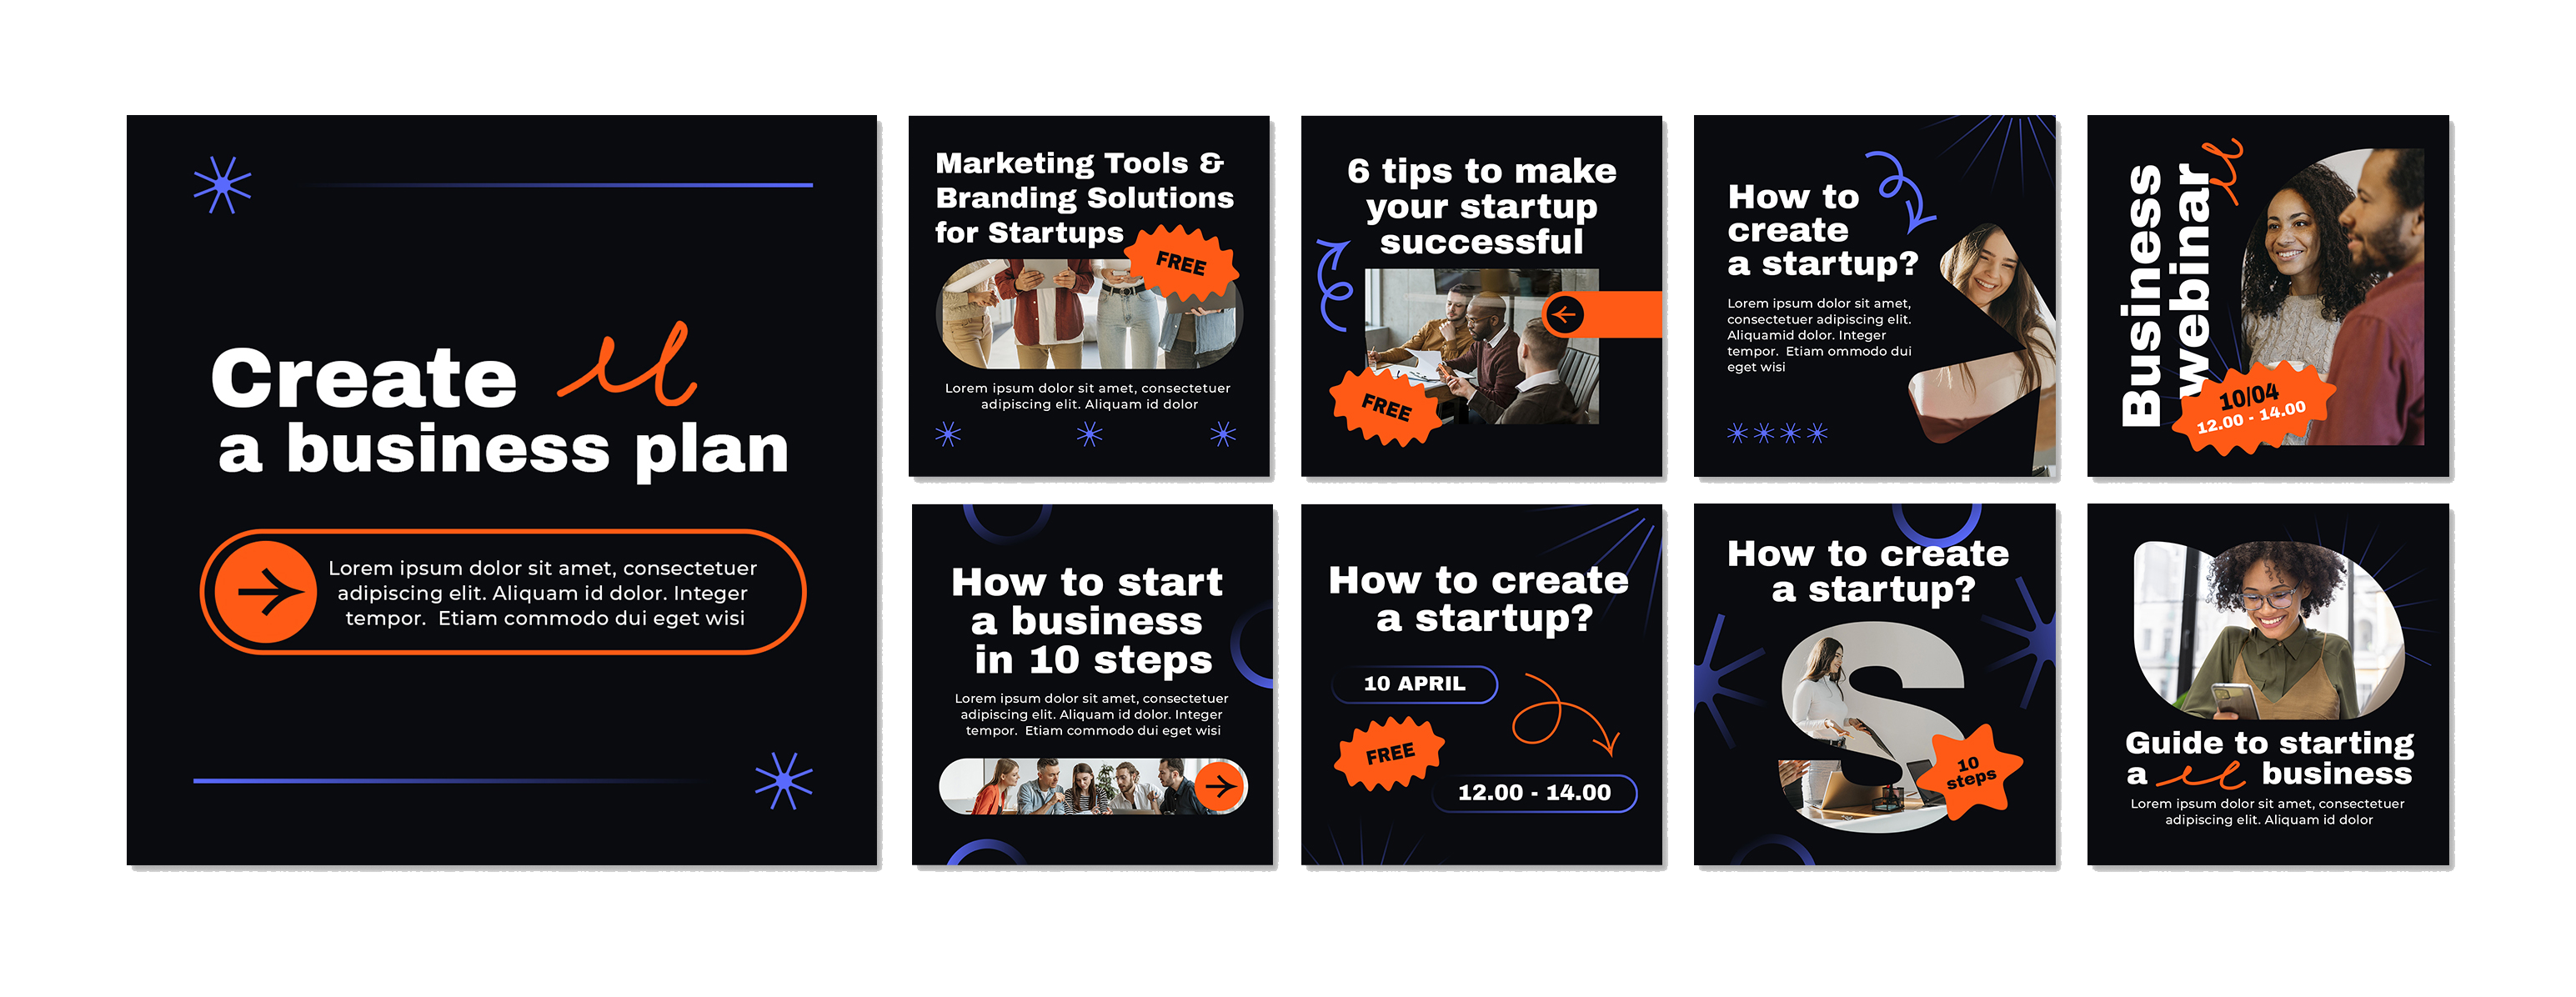 Create
a business plan
Lorem ipsum dolor sit amet, consectetuer
adipiscing elit. Aliquam id dolor. Integer
tempor.  Etiam commodo dui eget wisi
Marketing Tools &
Branding Solutions
for Startups
FREE
Lorem ipsum dolor sit amet, consectetuer
adipiscing elit. Aliquam id dolor
6 tips to make
your startup
successful
FREE
How to
create
a startup?
Lorem ipsum dolor sit amet,
consectetuer adipiscing elit.
Aliquamid dolor. Integer
tempor.  Etiam ommodo dui
eget wisi
Business
webinar
10/04
12.00 - 14.00
How to start
a business
in 10 steps
Lorem ipsum dolor sit amet, consectetuer
adipiscing elit. Aliquam id dolor. Integer
tempor.  Etiam commodo dui eget wisi
How to create
a startup?
10 APRIL
FREE
12.00 - 14.00
How to create
a startup?
S
10
steps
Guide to starting
a business
Lorem ipsum dolor sit amet, consectetuer
adipiscing elit. Aliquam id dolor